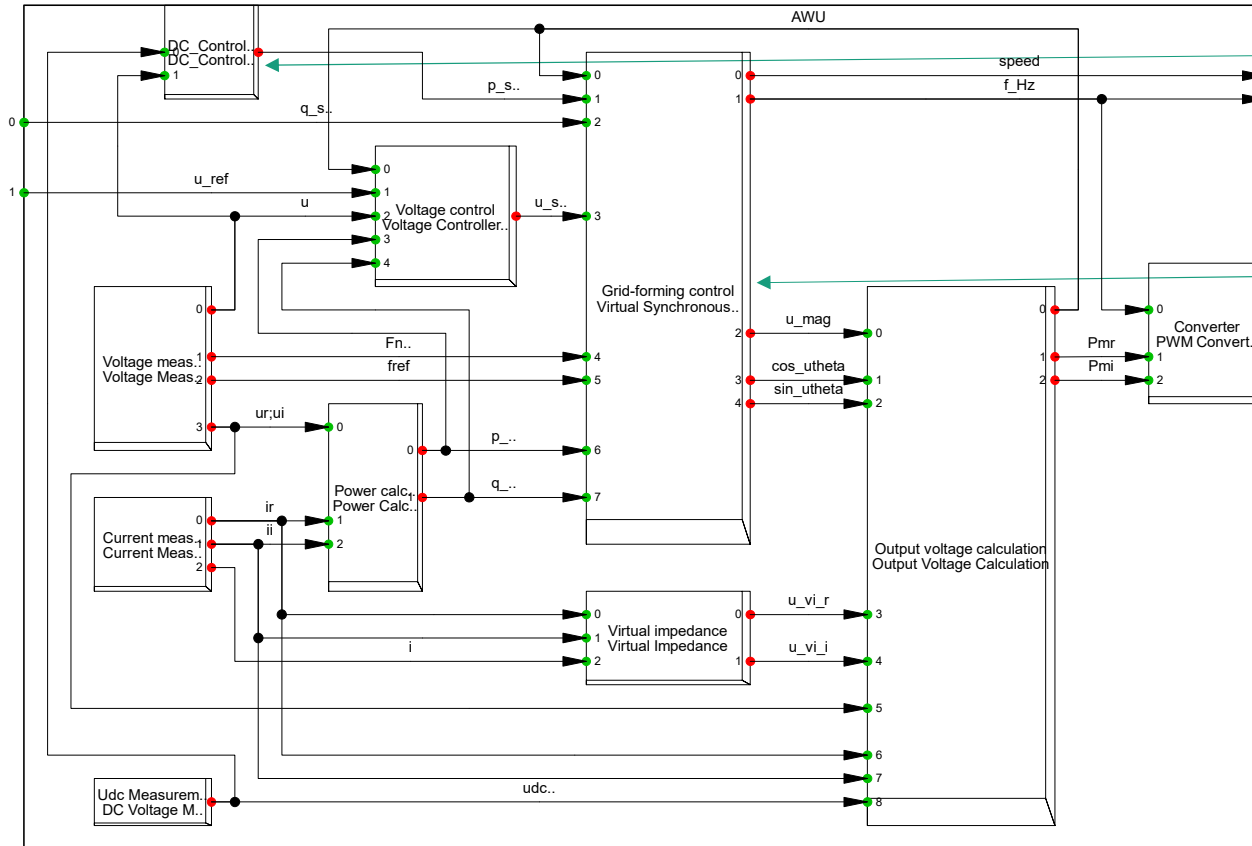 AWU
DC_Control..
DC_Control..
0
1
p_s..
q_s..
0
u_ref
1
u
0
1
2
3
4
Voltage control
Voltage Controller..
u_s..
0
1
2
3
4
5
6
7
Grid-forming control
Virtual Synchronous..
0
1
2
3
4
speed
f_Hz
u_mag
cos_utheta
sin_utheta
Voltage meas..
Voltage Meas..
0
1
2
3
Fn..
fref
ur;ui
0
1
2
Power calc..
Power Calc..
0
1
p_..
q_..
Current meas..
Current Meas..
0
1
2
ir
ii
i
0
1
2
Virtual impedance
Virtual Impedance
0
1
u_vi_r
u_vi_i
0
1
2
3
4
5
6
7
8
Output voltage calculation
Output Voltage Calculation
0
1
2
Pmr
Pmi
0
1
2
Converter
PWM Convert..
Udc Measurem..
DC Voltage M..
udc..